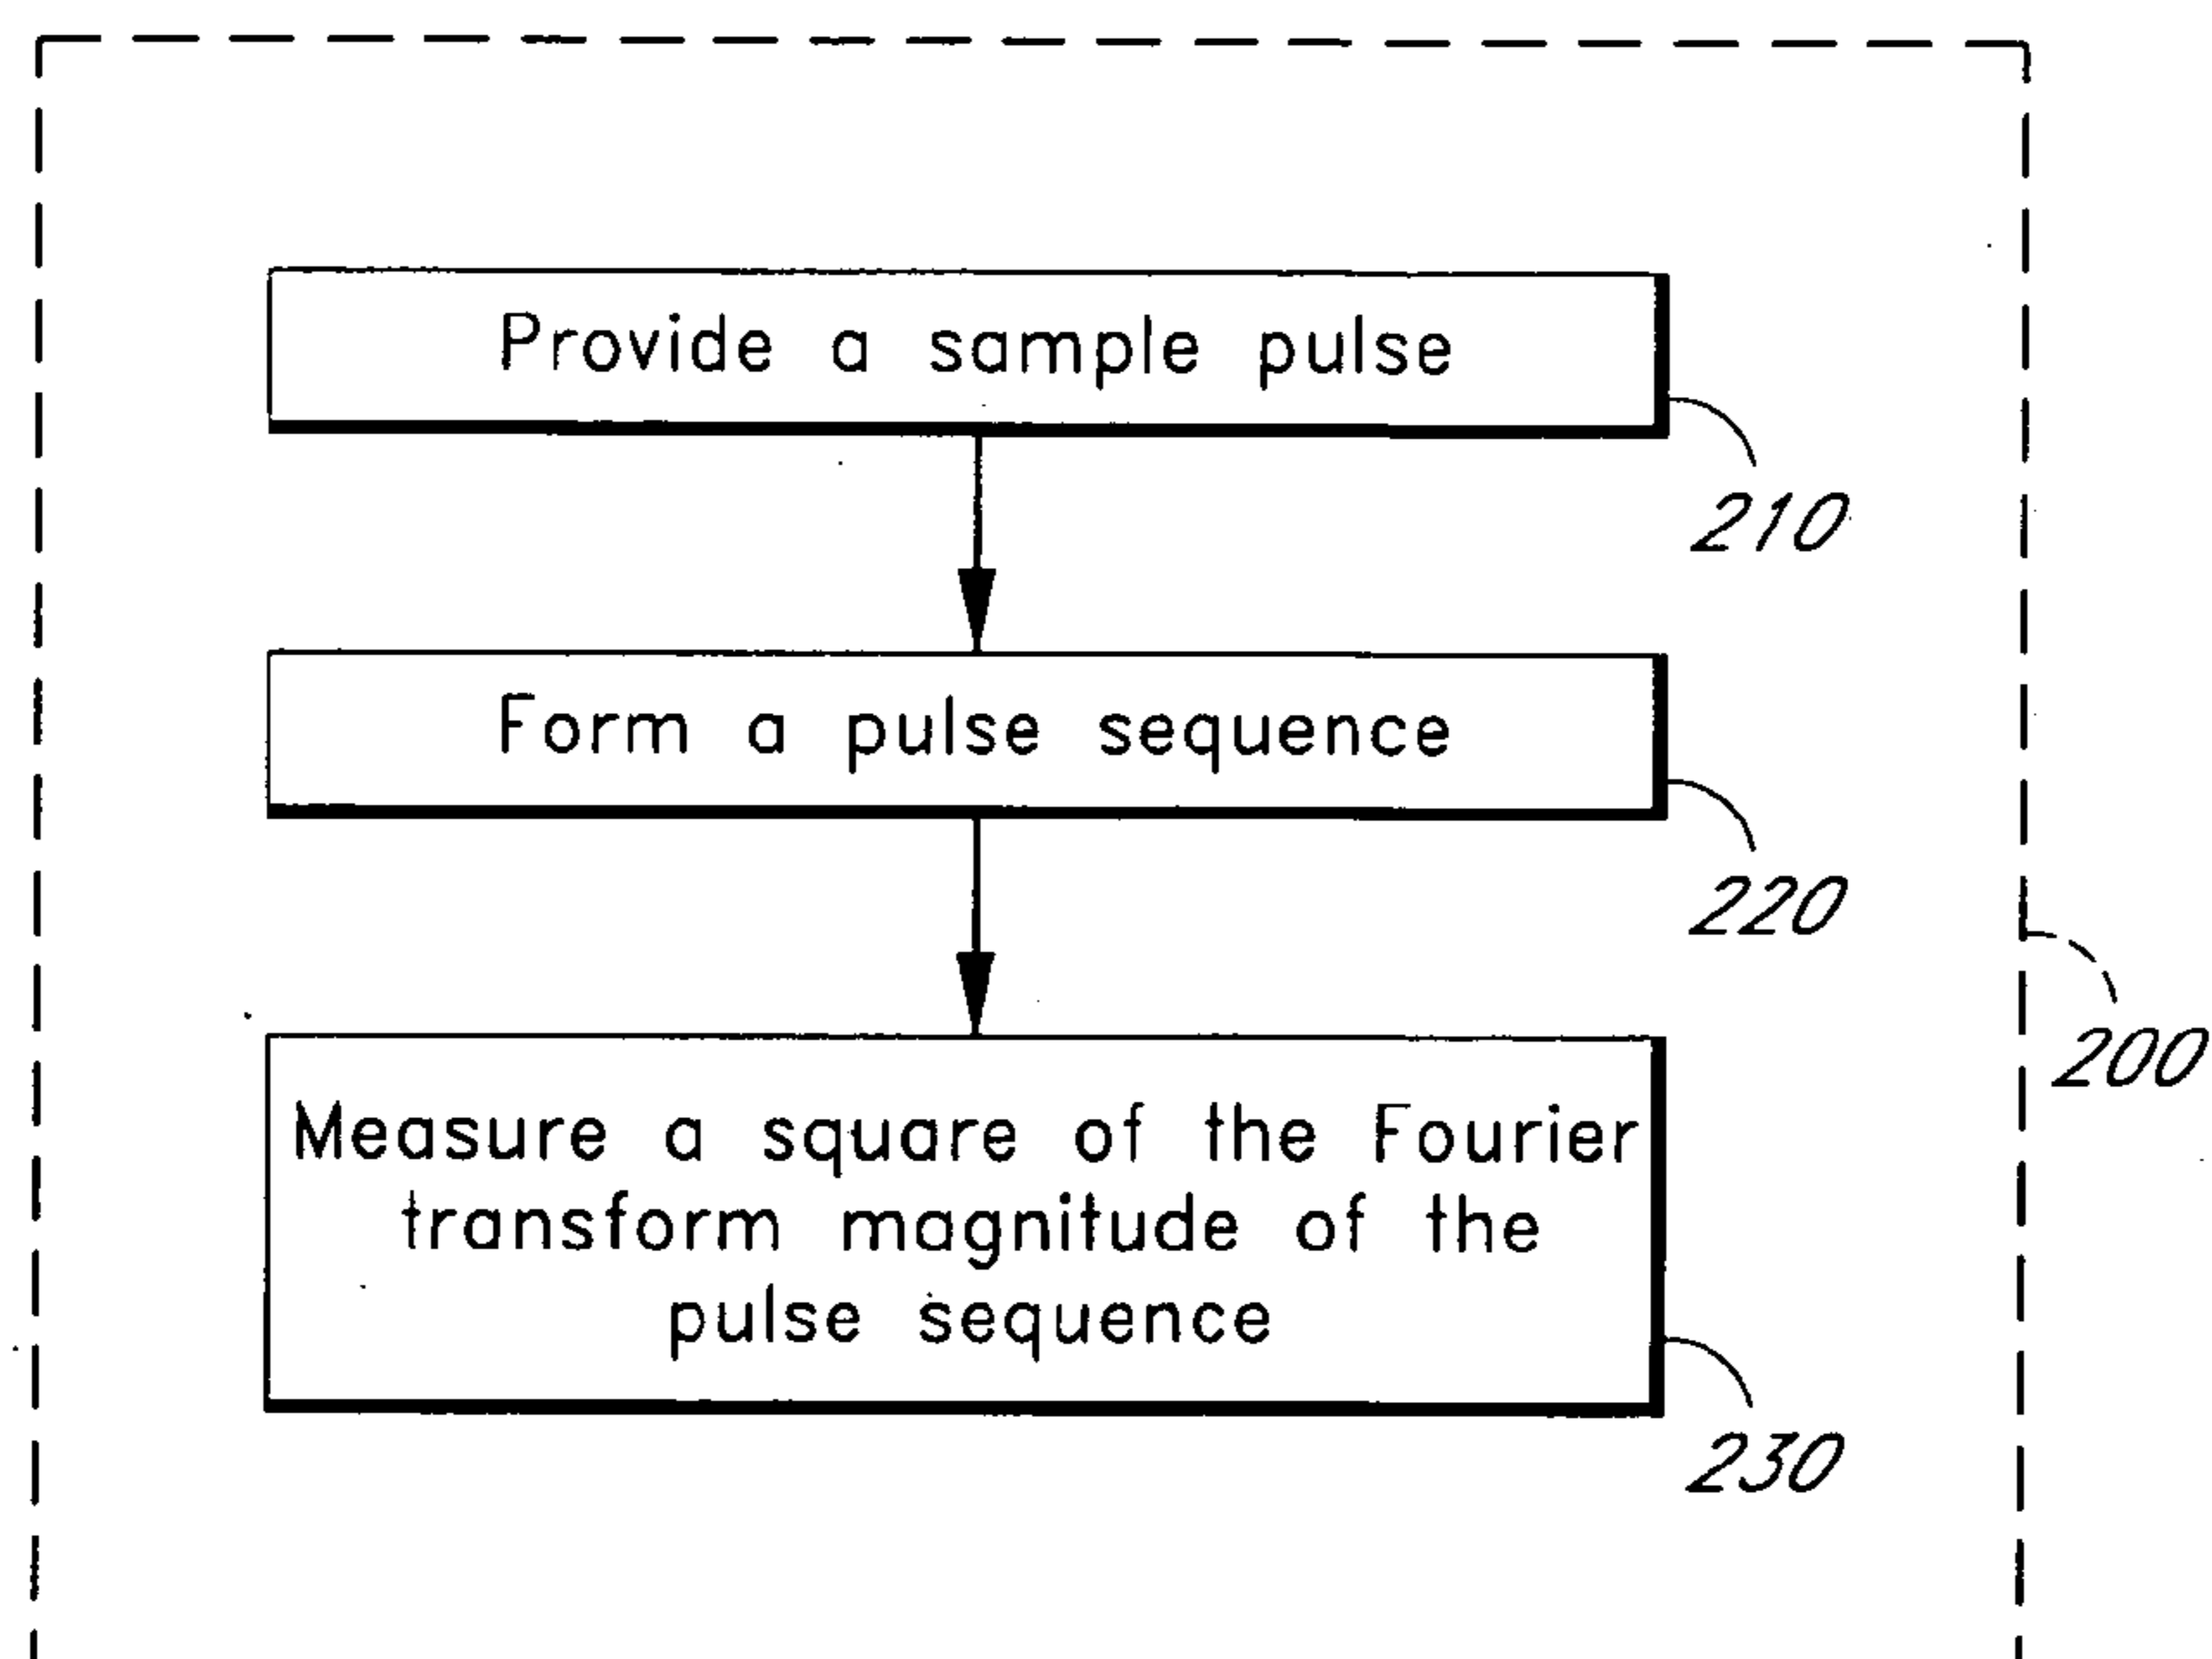 Provide a sample pulse
210
Form a pulse sequence
220
200
Measure a square of the Fourier
transform magnitude of the
pulse sequence
230